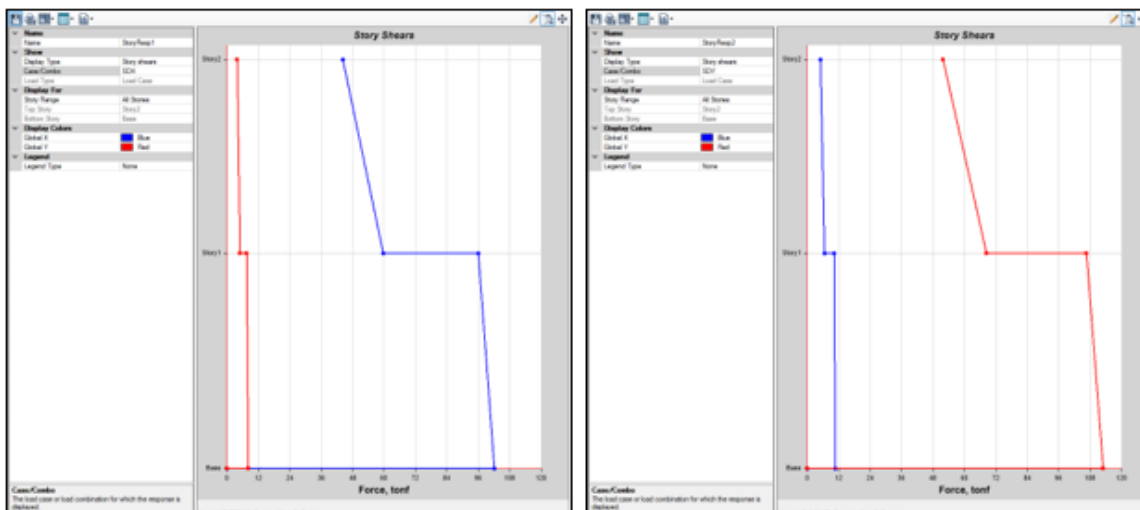 Name
Name StoryResp1
Show
Display Type Story shears
Case/Combo SDX
Load Type Load Case
Display For
Story Range All Stories
Top Story Story2
Bottom Story Base
Display Colors
Global X Blue
Global Y Red
Legend
Legend Type None
Case/Combo
The load case or load combination for which the response is
displayed.
Story Shears
Story2
Story1
Base
0 12 24 36 48 60 72 84 96 108 120
Force, tonf
Name
Name StoryResp2
Show
Display Type Story shears
Case/Combo SDY
Load Type Load Case
Display For
Story Range All Stories
Top Story Story2
Bottom Story Base
Display Colors
Global X Blue
Global Y Red
Legend
Legend Type None
Case/Combo
The load case or load combination for which the response is
displayed.
Story Shears
Story2
Story1
Base
0 12 24 36 48 60 72 84 96 108 120
Force, tonf